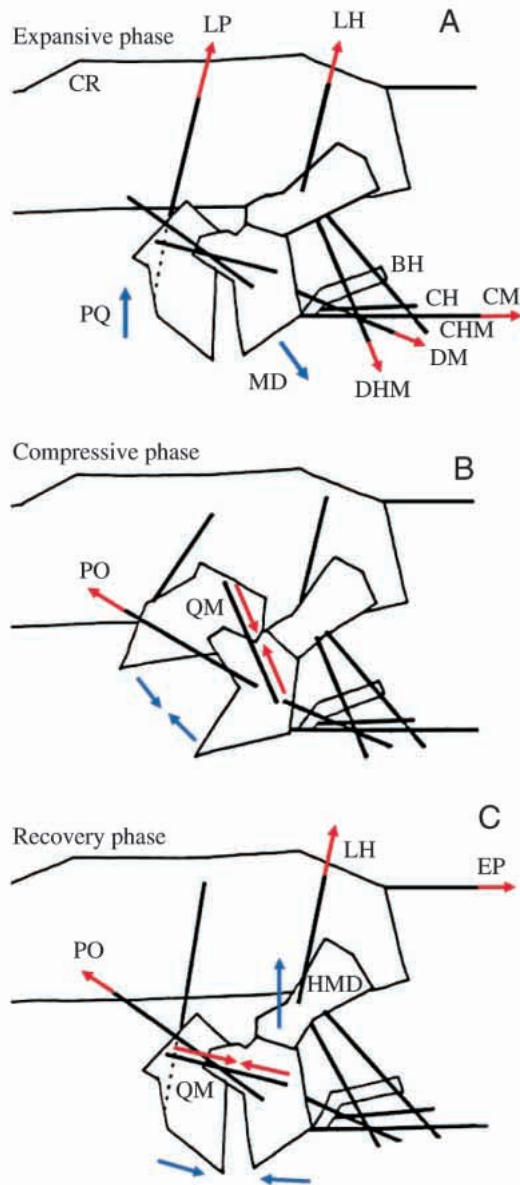 A
Expansive phase
LP
LH
CR
BH
PQ
CH
CM
CHM
DM
MD
DHM
B
Compressive phase
PO
QM
C
Recovery phase
LH
EP
PO
HMD
QM